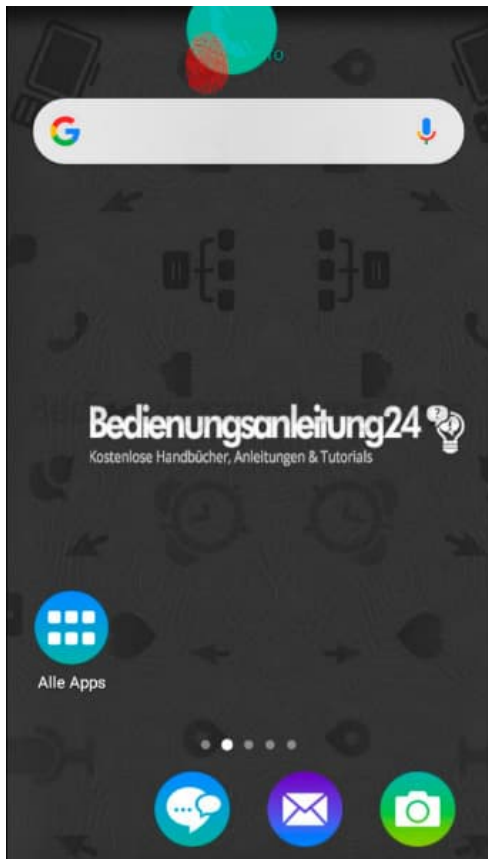 Bedienungsanleitung24
Kostenlose Handbücher, Anleitungen & Tutorials
Alle Apps